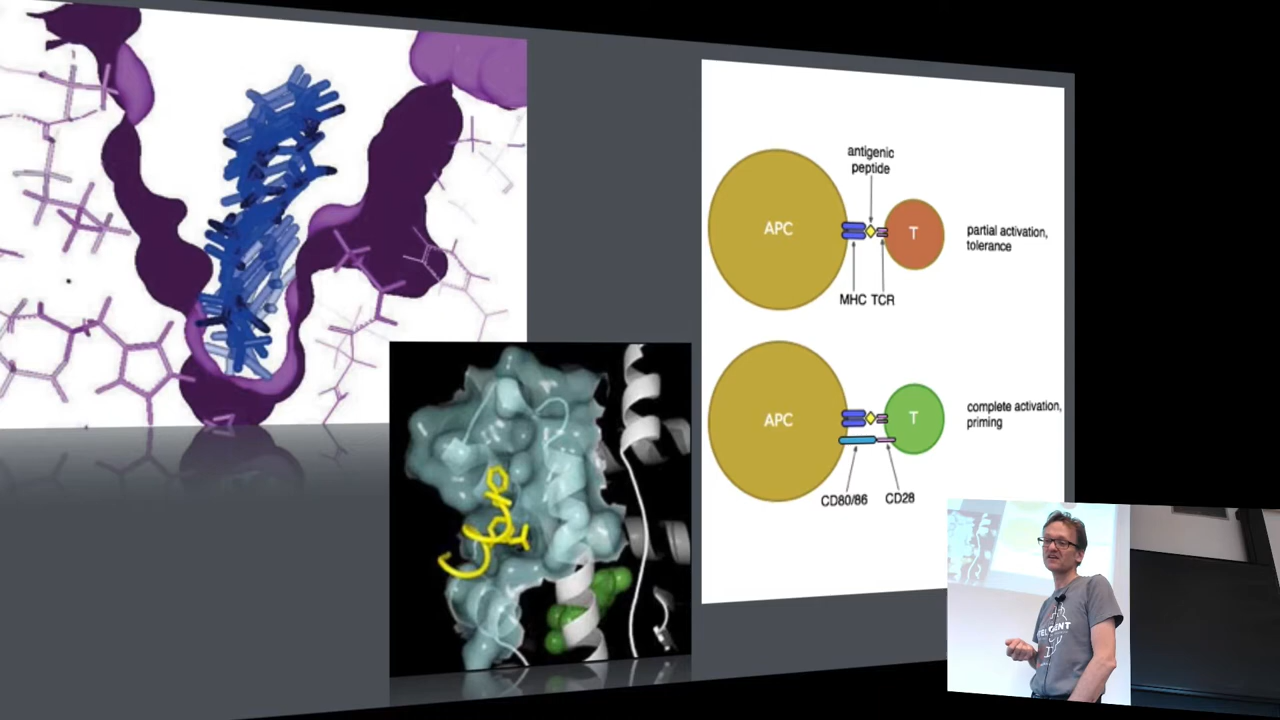 antigenic
peptide
APC
T
partial activation,
tolerance
MHC TCR
APC
T
complete activation,
priming
CD80/86
CD28